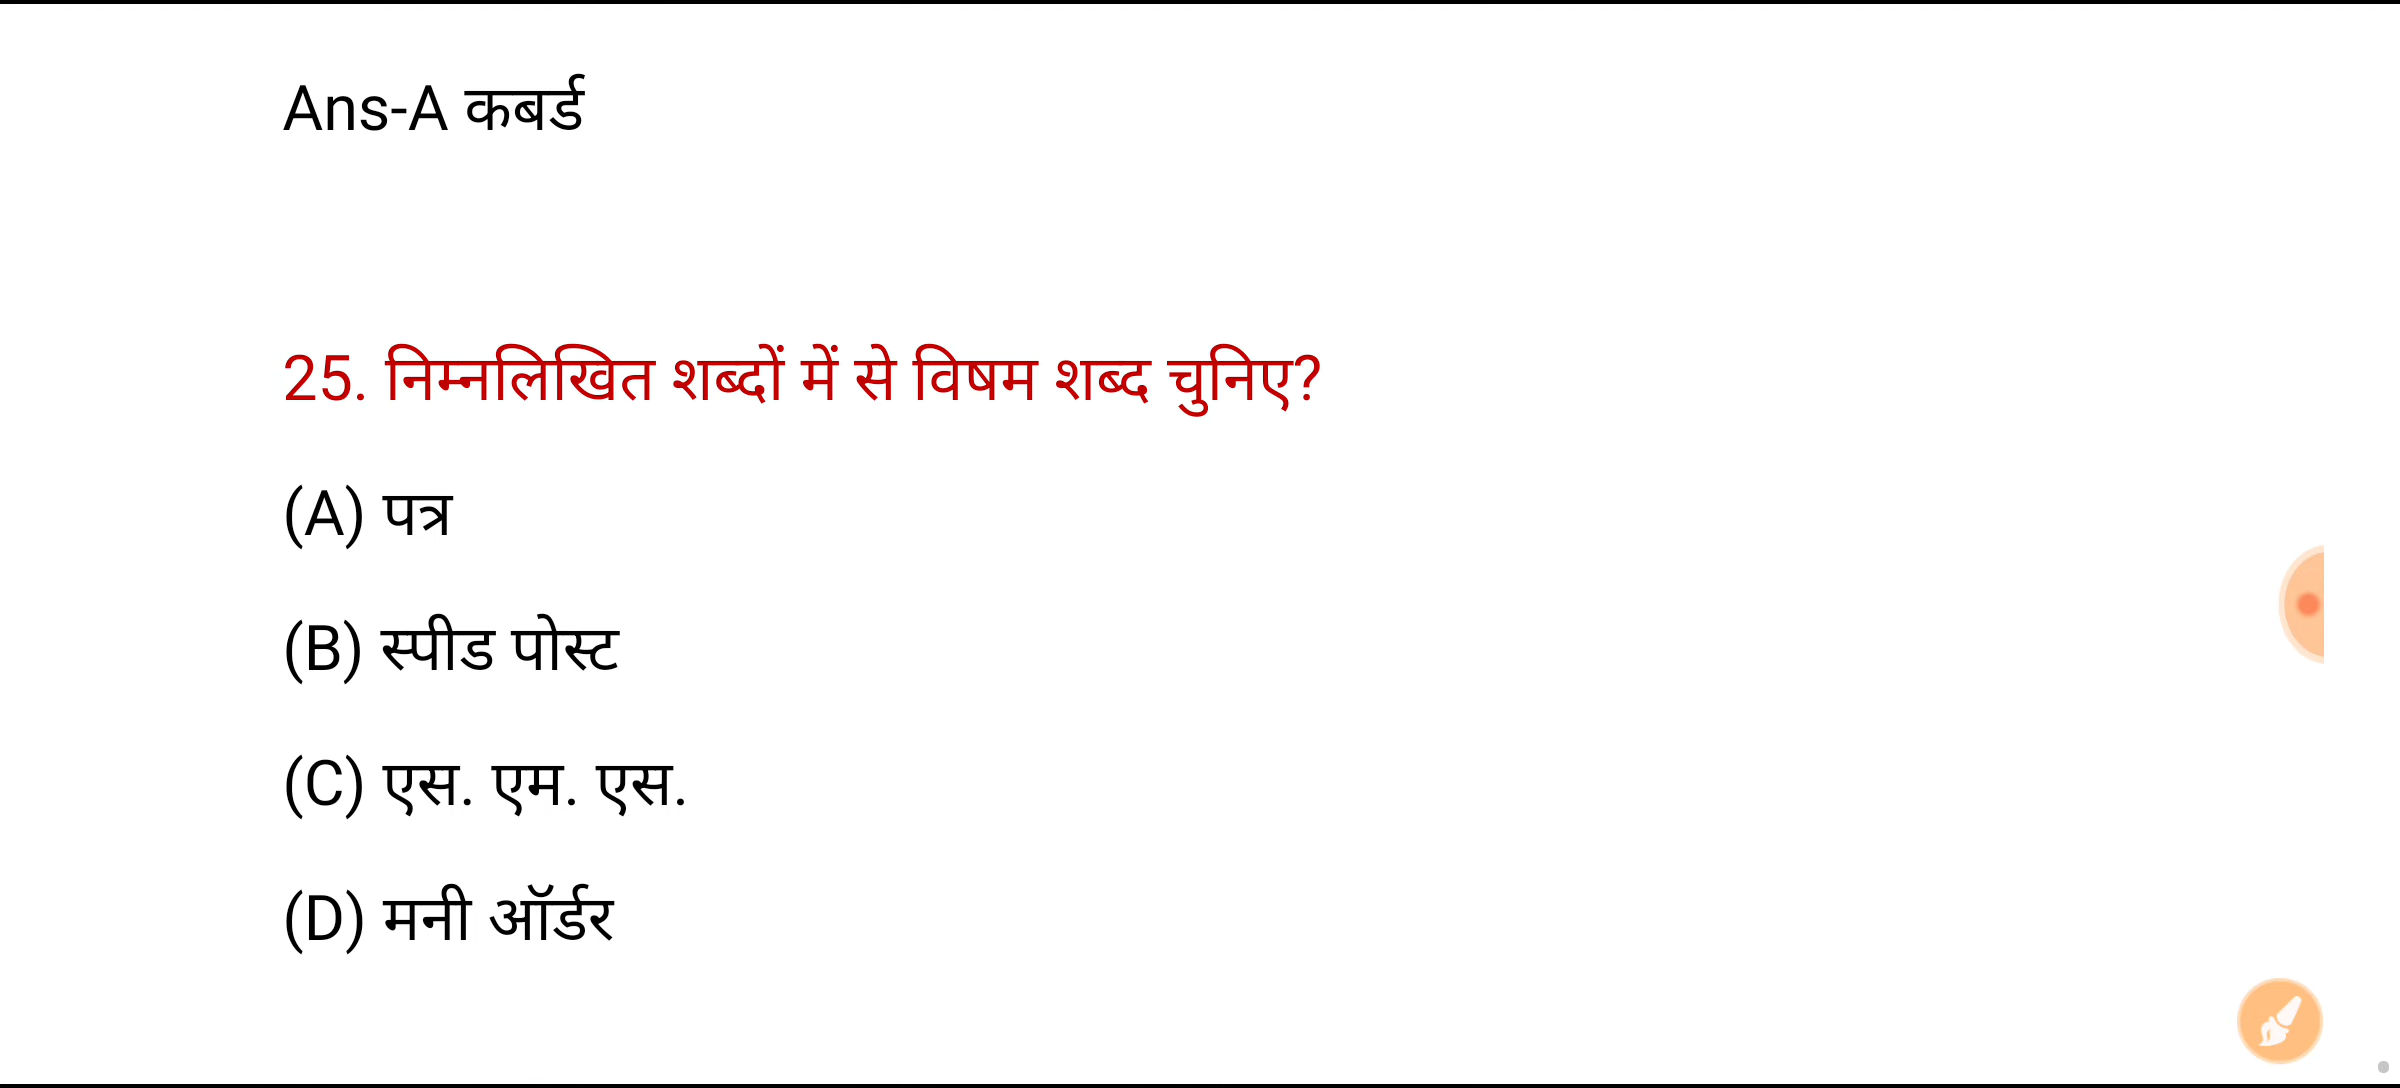 Ans-A कबर्ड
25. निम्नलिखित शब्दों में से विषम शब्द चुनिए?
(A) पत्र
(B) स्पीड पोस्ट
(C) एस. एम. एस.
(D) मनी ऑर्डर